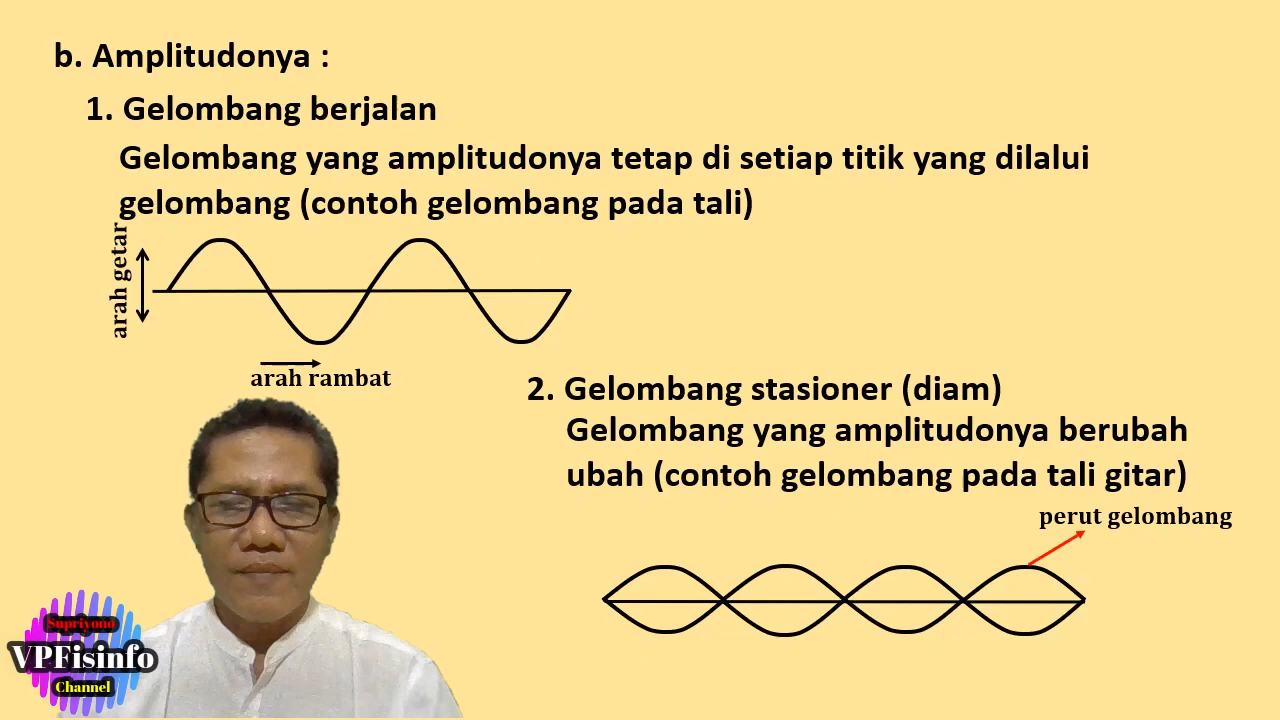 b. Amplitudonya :
1. Gelombang berjalan
Gelombang yang amplitudonya tetap di setiap titik yang dilalui
gelombang (contoh gelombang pada tali)
arah getar
arah rambat
2. Gelombang stasioner (diam)
Gelombang yang amplitudonya berubah
ubah (contoh gelombang pada tali gitar)
perut gelombang
Supriyono
VPFisinfo
Channel